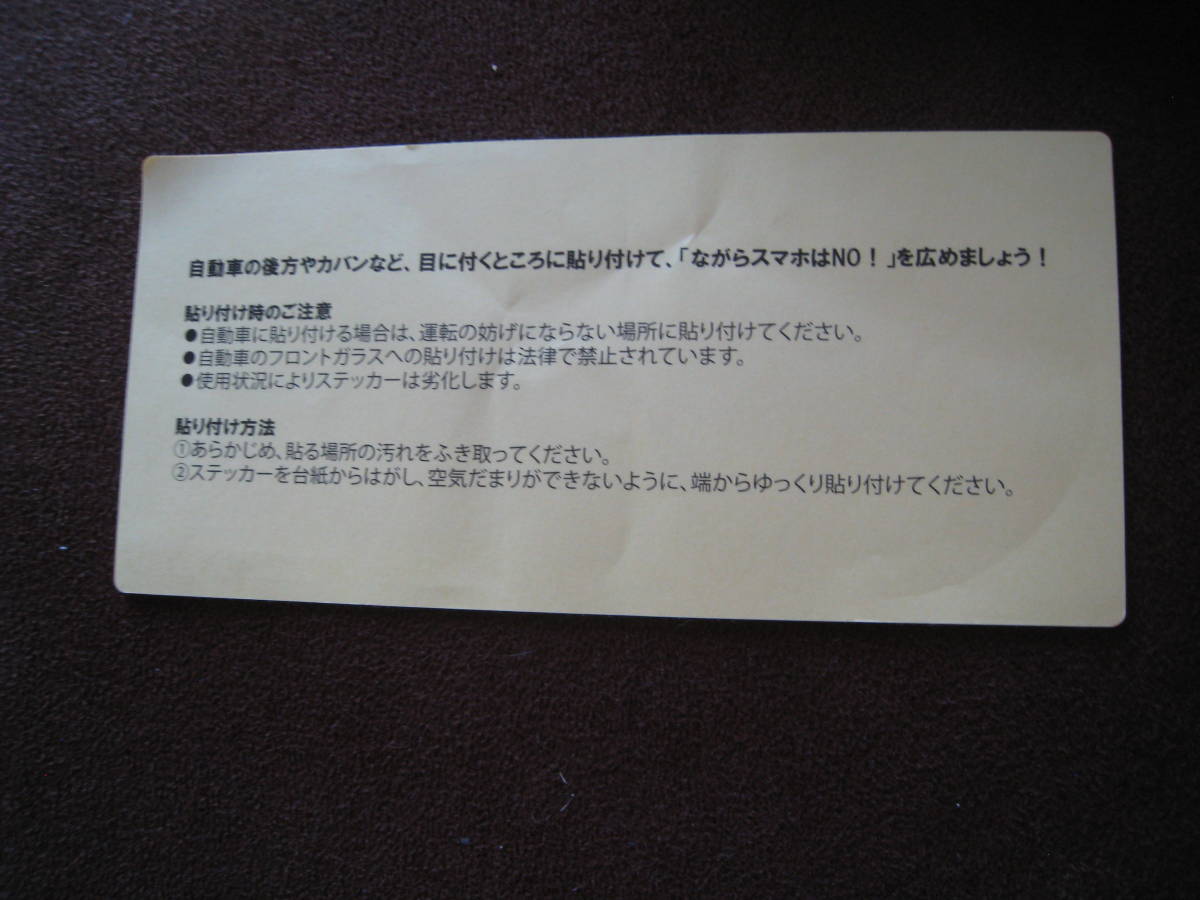 自動車の後方やカバンなど、目に付くところに貼り付けて、「ながらスマホはNO！」を広めましょう！
貼り付け時のご注意
●自動車に貼り付ける場合は、運転の妨げにならない場所に貼り付けてください。
●自動車のフロントガラスへの貼り付けは法律で禁止されています。
●使用状況によりステッカーは劣化します。
貼り付け方法
①あらかじめ、貼る場所の汚れをふき取ってください。
②ステッカーを台紙からはがし、空気だまりができないように、端からゆっくり貼り付けてください。